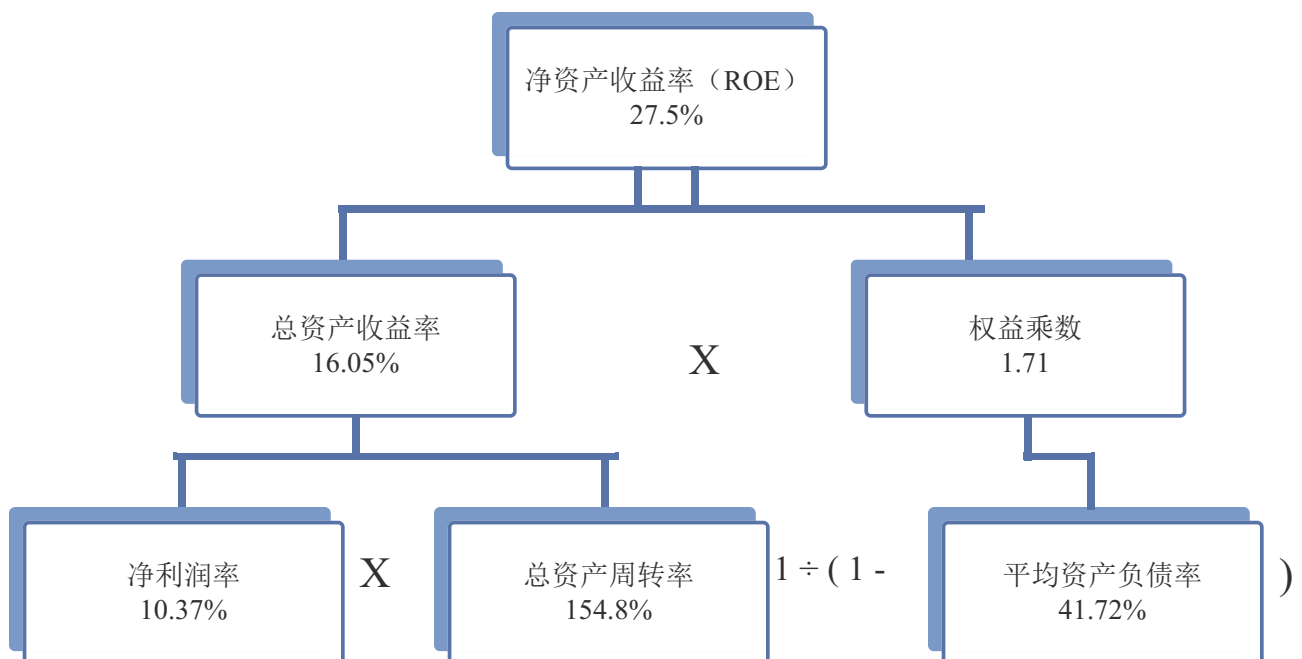 净资产收益率（ROE）
27.5%
总资产收益率
16.05%
X
权益乘数
1.71
净利润率
10.37%
X
总资产周转率
154.8%
1 ÷ ( 1 -
平均资产负债率
41.72%
)